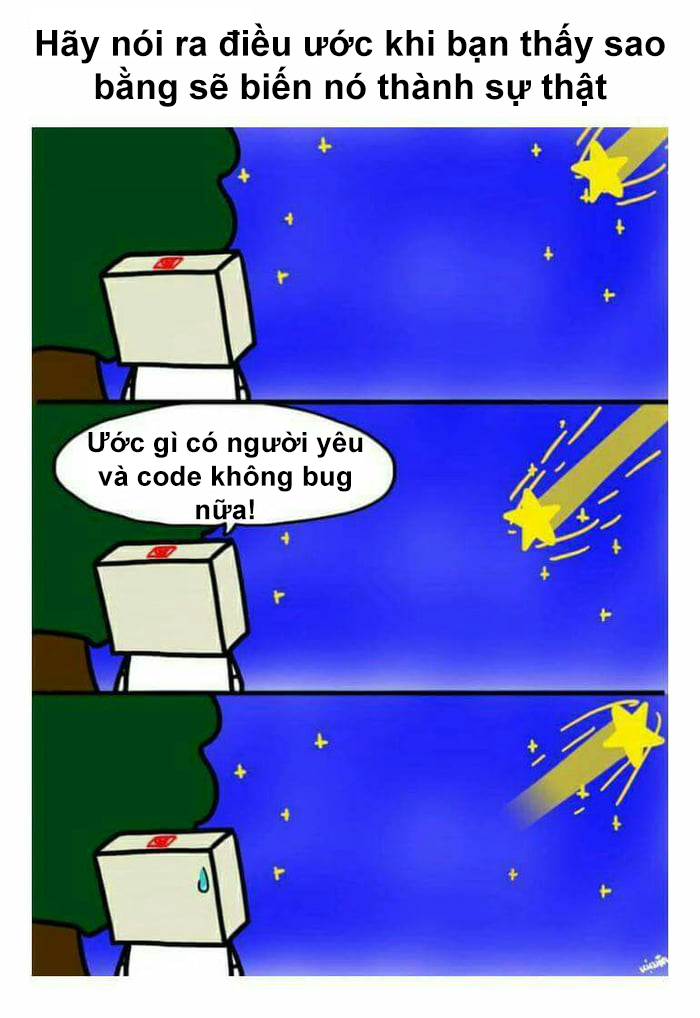 Hãy nói ra điều ước khi bạn thấy sao
bằng sẽ biến nó thành sự thật
Ước gì có người yêu
và code không bug
nữa!